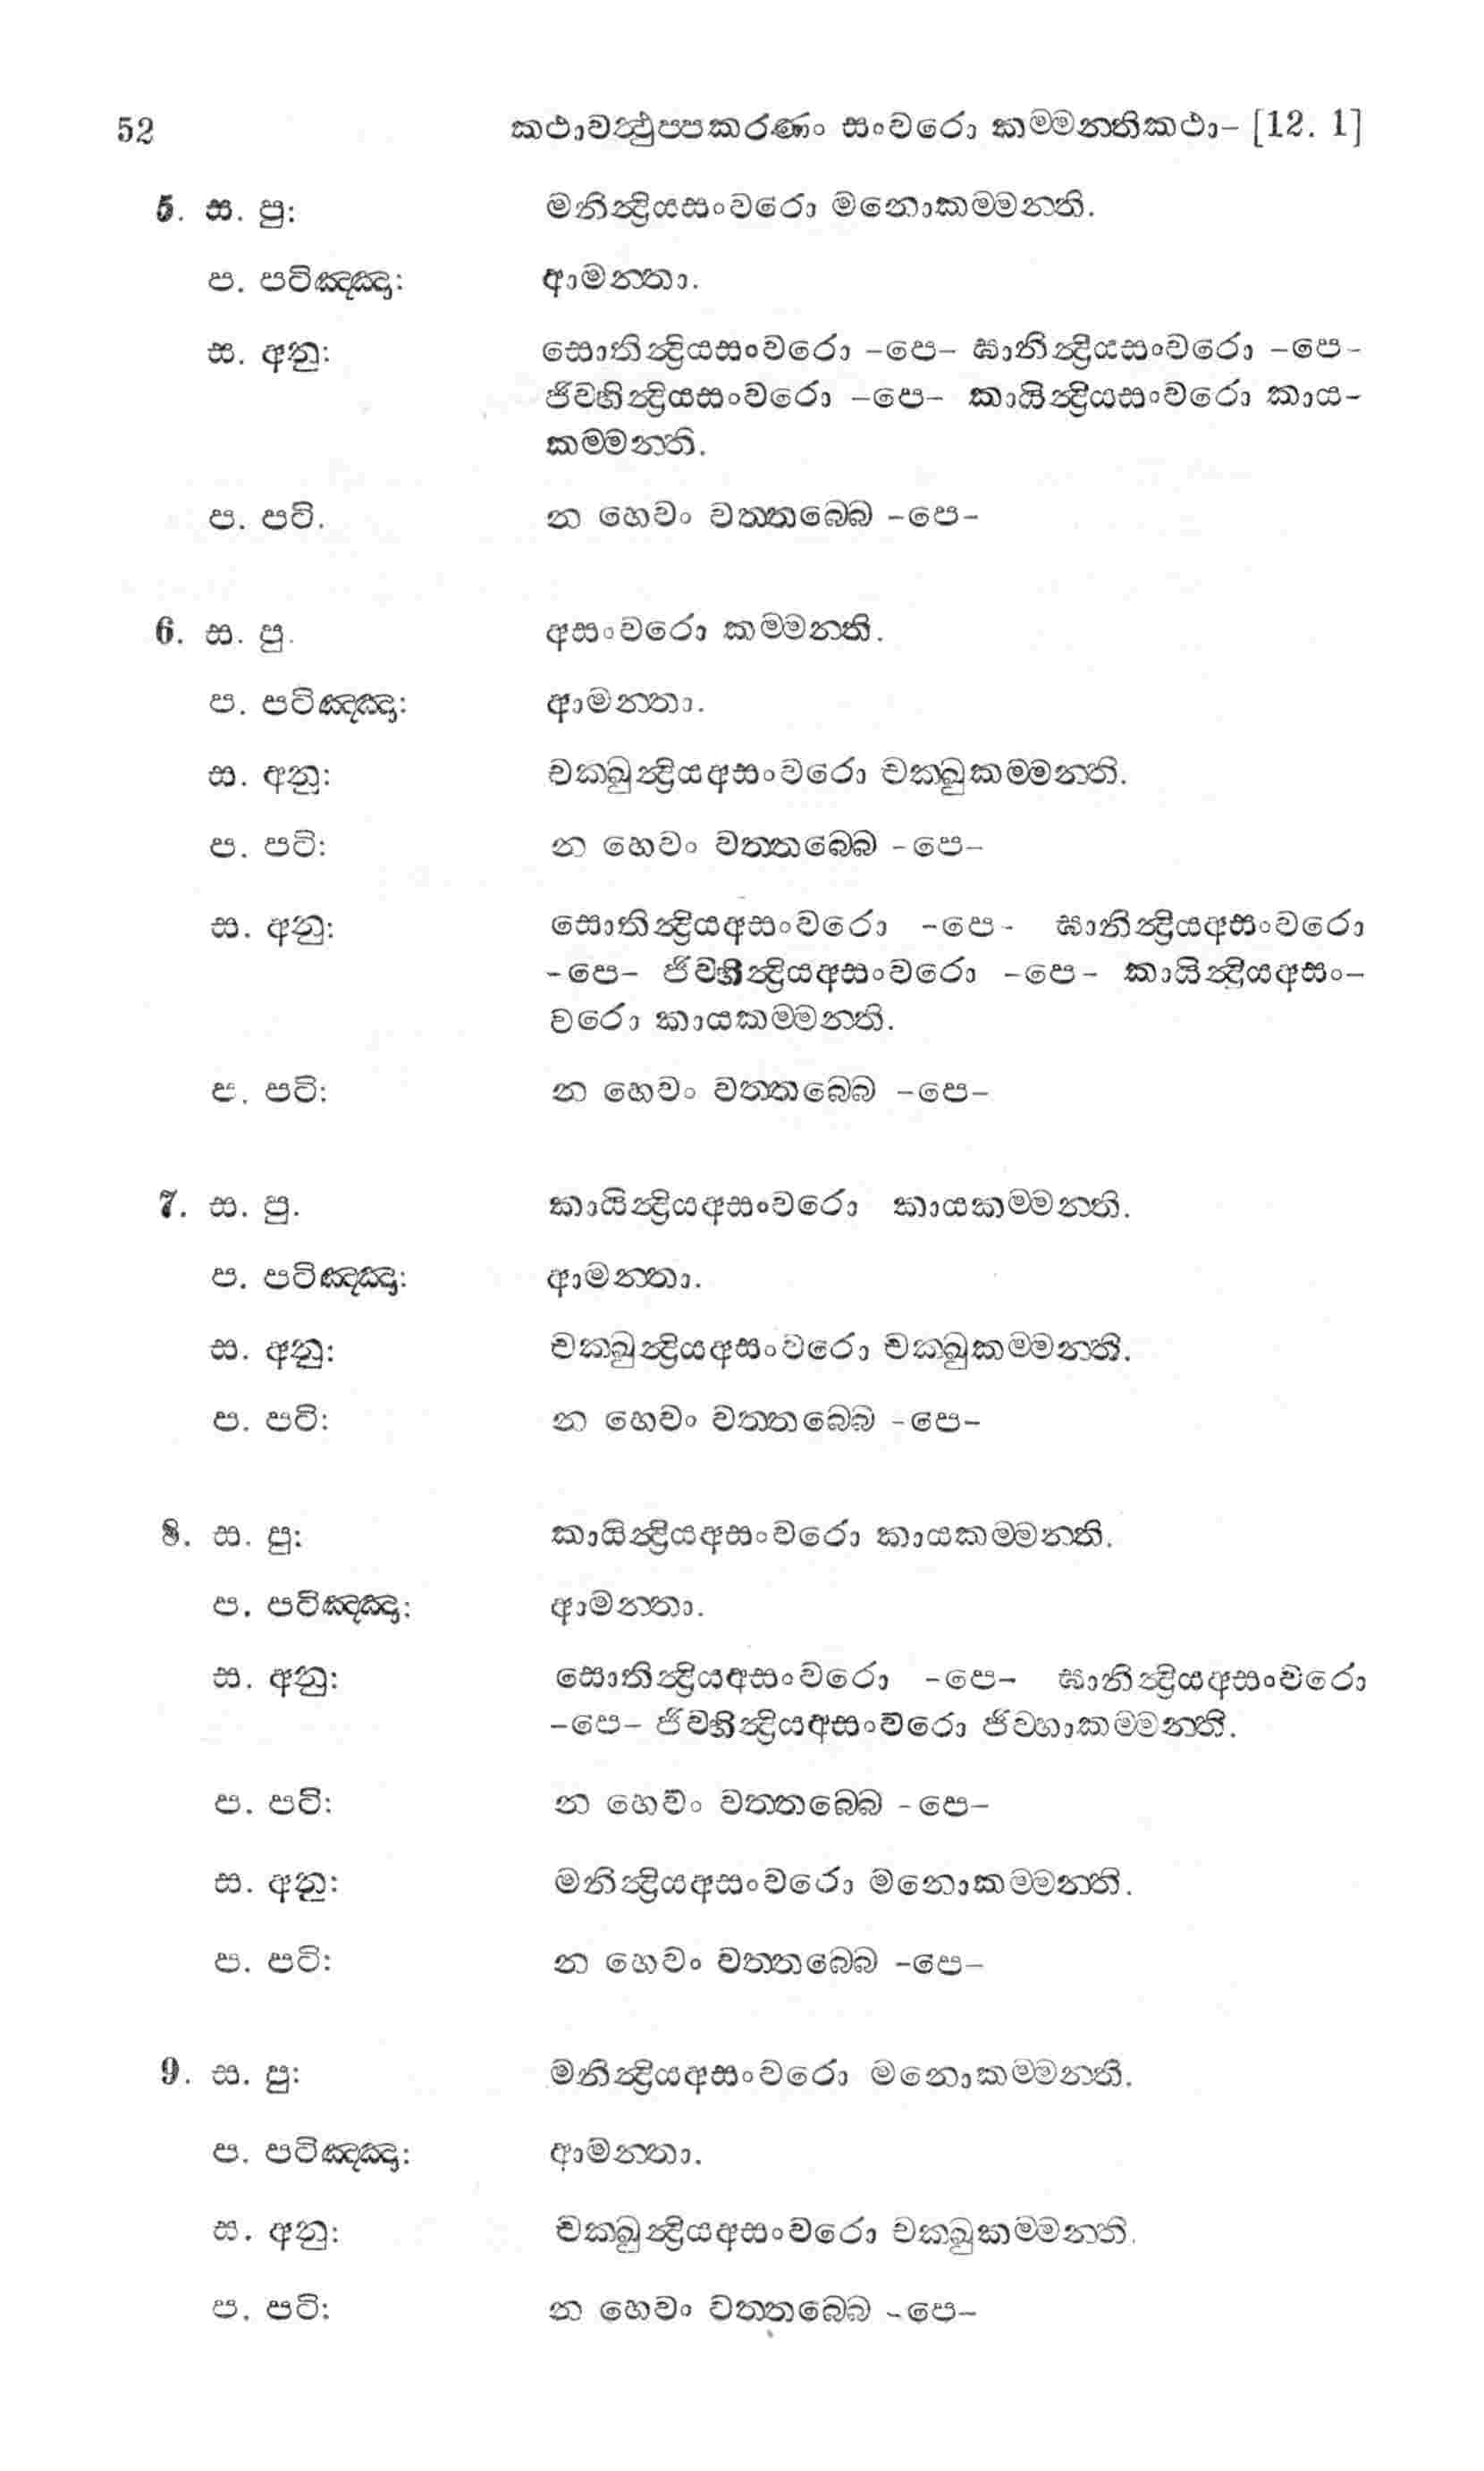 52 කථාවත්‍ථුප‍්පකරණං සංවරො කම‍්මන‍්තිකථා– [12. 1]
5. ස. පු: මනින්‍ද්‍රියසංවරො මනොකම‍්මන‍්ති.
ප. පටිඤ‍්ඤා: ආමන‍්තා.
ස. අනු: සොතින්‍ද්‍රියසංවරො –පෙ– ඝානින්‍ද්‍රියසංවරො –පෙ–
ජිව‍්හින්‍ද්‍රියසංවරො –පෙ– කායින්‍ද්‍රියසංවරො කාය–
කම‍්මන‍්ති.
ප. පටි. න හෙවං වත‍්තබ‍්බෙ –පෙ–
6. ස. පු. අසංවරො කම‍්මන‍්ති.
ප. පටිඤ‍්ඤා: ආමන‍්තා.
ස. අනු: චක‍්ඛුන්‍ද්‍රියඅසංවරො චක‍්ඛුකම‍්මන‍්ති.
ප. පටි: න හෙවං වත‍්තබ‍්බෙ –පෙ–
ස. අනු: සොතින්‍ද්‍රියඅසංවරො –පෙ– ඝානින්‍ද්‍රියඅසංවරො
–පෙ– ජිව‍්හින්‍ද්‍රියඅසංවරො –පෙ– කායින්‍ද්‍රියඅසං–
වරො කායකම‍්මන‍්ති.
ප. පටි: න හෙවං වත‍්තබ‍්බෙ –පෙ–
7. ස. පු. කායින්‍ද්‍රියඅසංවරො කායකම‍්මන‍්ති.
ප. පටිඤ‍්ඤා: ආමන‍්තා.
ස. අනු: චක‍්ඛුන්‍ද්‍රියඅසංවරො චක‍්ඛුකම‍්මන‍්ති.
ප. පටි: න හෙවං වත‍්තබ‍්බෙ –පෙ–
8. ස. පු: කායින්‍ද්‍රියඅසංවරො කායකම‍්මන‍්ති.
ප. පටිඤ‍්ඤා: ආමන‍්තා.
ස. අනු: සොතින්‍ද්‍රියඅසංවරො –පෙ– ඝානින්‍ද්‍රියඅසංවරො
–පෙ– ජිව‍්හින්‍ද්‍රියඅසංවරො ජිව‍්හාකම‍්මන‍්ති.
ප. පටි: න හෙවං වත‍්තබ‍්බෙ –පෙ–
ස. අනු: මනින්‍ද්‍රියඅසංවරො මනොකම‍්මන‍්ති.
ප. පටි: න හෙවං වත‍්තබ‍්බෙ –පෙ–
9. ස. පු: මනින්‍ද්‍රියඅසංවරො මනොකම‍්මන‍්ති.
ප. පටිඤ‍්ඤා: ආමන‍්තා.
ස. අනු: චක‍්ඛුන්‍ද්‍රියඅසංවරො චක‍්ඛුකම‍්මන‍්ති.
ප. පටි: න හෙවං වත‍්තබ‍්බෙ –පෙ–